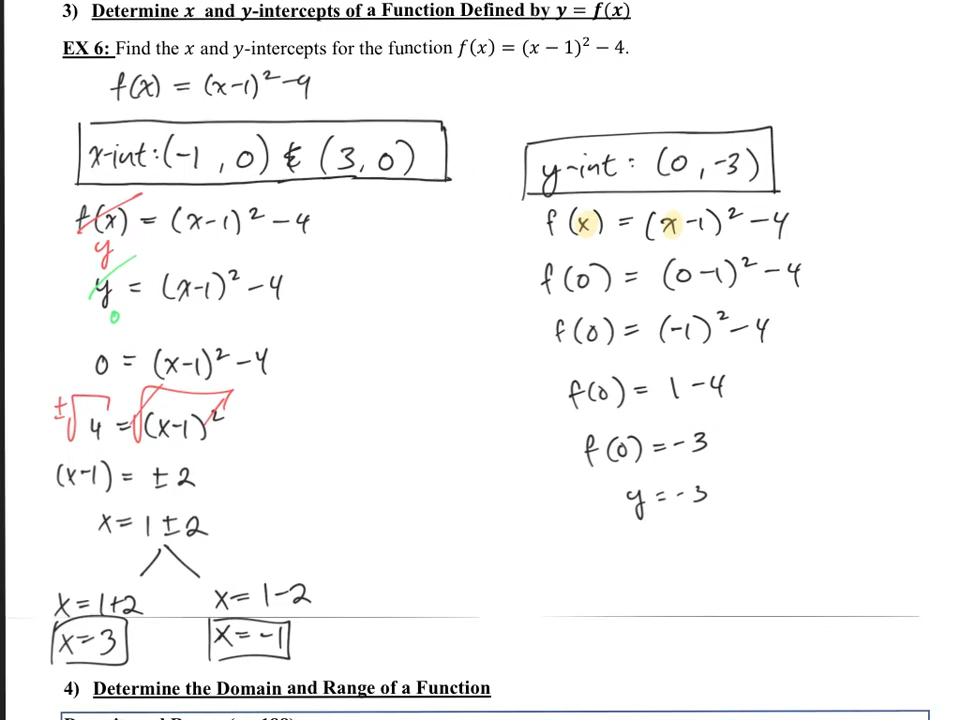 3) Determine x and y-intercepts of a Function Defined by y = f(x)
EX 6: Find the x and y-intercepts for the function f(x) = (x − 1)² − 4.
f(x) = (x-1)² -4
x-int: (-1, 0) & (3, 0)
f(x) = (x-1)² - 4
y
y = (x-1)² - 4
0
0 = (x-1)² - 4
±√4 = √(x-1)²
(x-1) = ± 2
x = 1 ± 2
x = 1+2
x = 1-2
x = 3
x = -1
y-int: (0, -3)
f(x) = (x-1)² - 4
f(0) = (0-1)² - 4
f(0) = (-1)² - 4
f(0) = 1 - 4
f(0) = -3
y = -3
4) Determine the Domain and Range of a Function